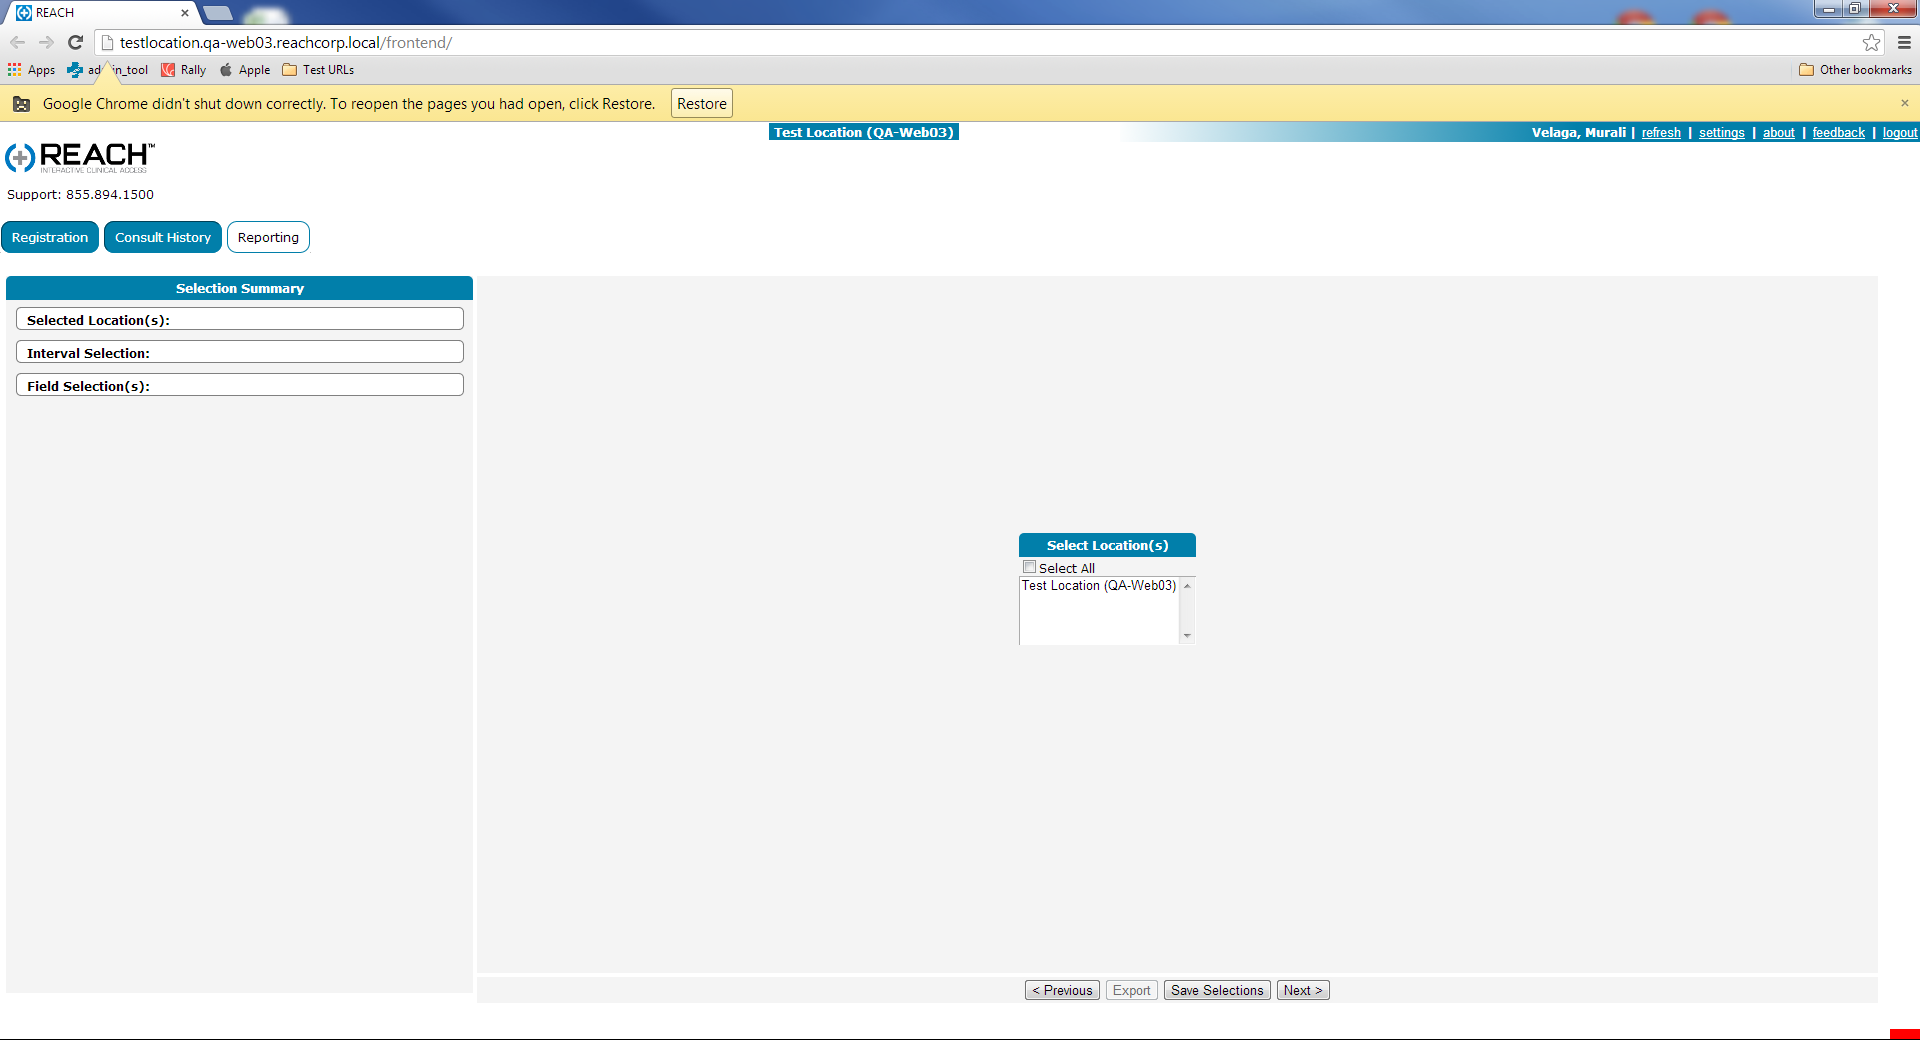 REACH
testlocation.qa-web03.reachcorp.local/frontend/
Apps
Rally
Apple
Test URLs
Other bookmarks
Google Chrome didn't shut down correctly. To reopen the pages you had open, click Restore.
Restore
Test Location (QA-Web03)
Velaga, Murali | refresh | settings | about | feedback | logout
REACH™
INTERACTIVE CLINICAL ACCESS
Support: 855.894.1500
Registration
Consult History
Reporting
Selection Summary
Selected Location(s):
Interval Selection:
Field Selection(s):
Select Location(s)
Select All
Test Location (QA-Web03)
< Previous
Export
Save Selections
Next >